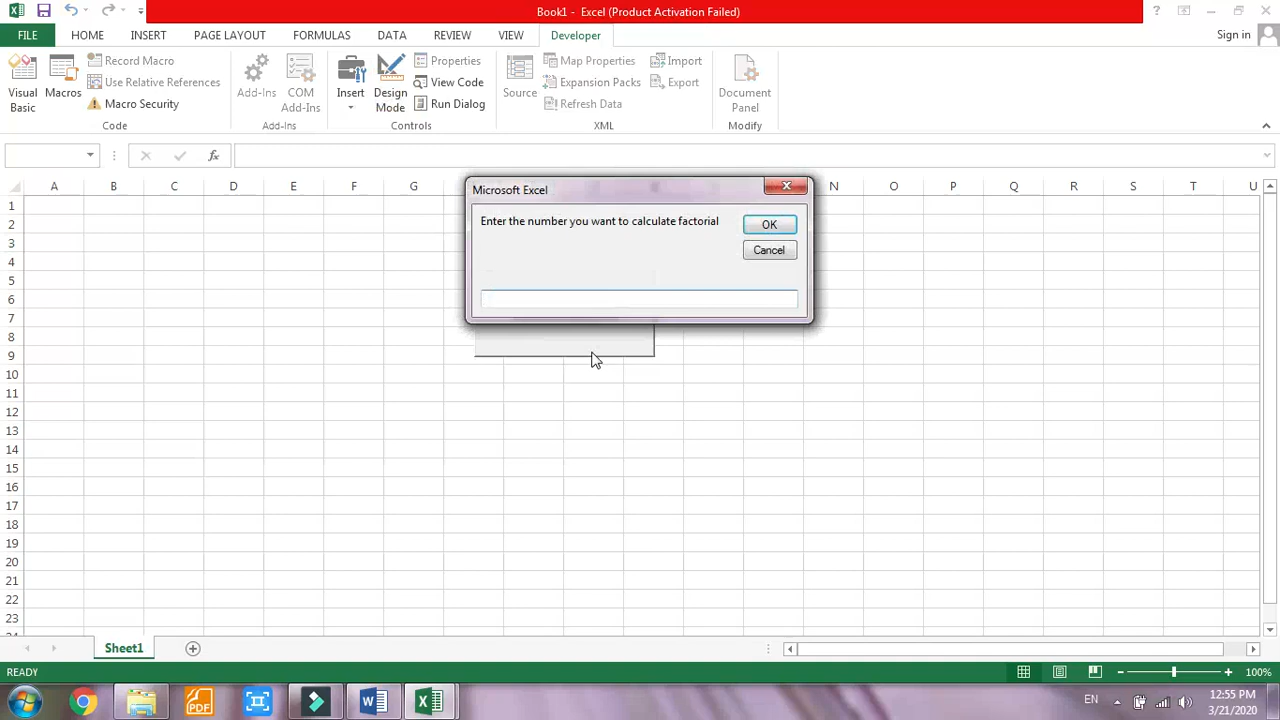 Book1 - Excel (Product Activation Failed)
?
FILE HOME INSERT PAGE LAYOUT FORMULAS DATA REVIEW VIEW Developer Sign in
Visual Basic
Macros
Record Macro
Use Relative References
Macro Security
Code
Add-Ins
COM Add-Ins
Add-Ins
Insert
Design Mode
Properties
View Code
Run Dialog
Controls
Source
Map Properties
Expansion Packs
Refresh Data
Import
Export
XML
Document Panel
Modify
fx
A B C D E F G N O P Q R S T U
Microsoft Excel
Enter the number you want to calculate factorial
OK
Cancel
1
2
3
4
5
6
7
8
9
10
11
12
13
14
15
16
17
18
19
20
21
22
23
24
Sheet1
READY
100%
PDF
EN
12:55 PM
3/21/2020